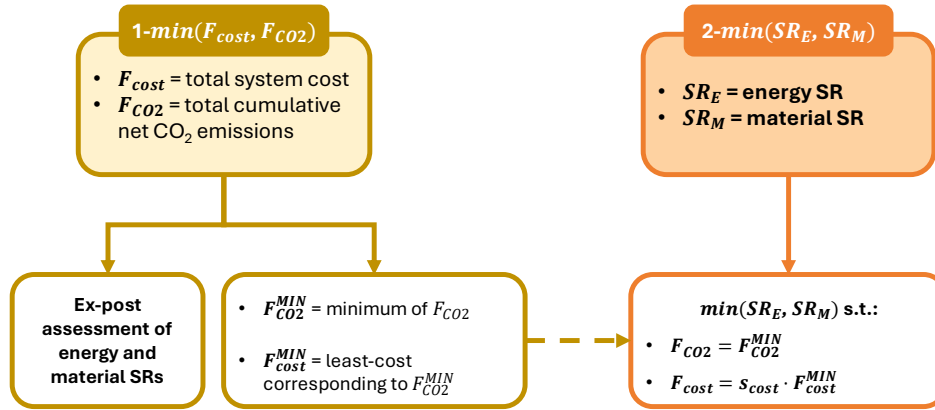 1-min(F_cost, F_CO2)
• F_cost = total system cost
• F_CO2 = total cumulative
net CO₂ emissions
2-min(SR_E, SR_M)
• SR_E = energy SR
• SR_M = material SR
Ex-post
assessment of
energy and
material SRs
• F_CO2^MIN = minimum of F_CO2
• F_cost^MIN = least-cost
corresponding to F_CO2^MIN
min(SR_E, SR_M) s.t.:
• F_CO2 = F_CO2^MIN
• F_cost = s_cost · F_cost^MIN